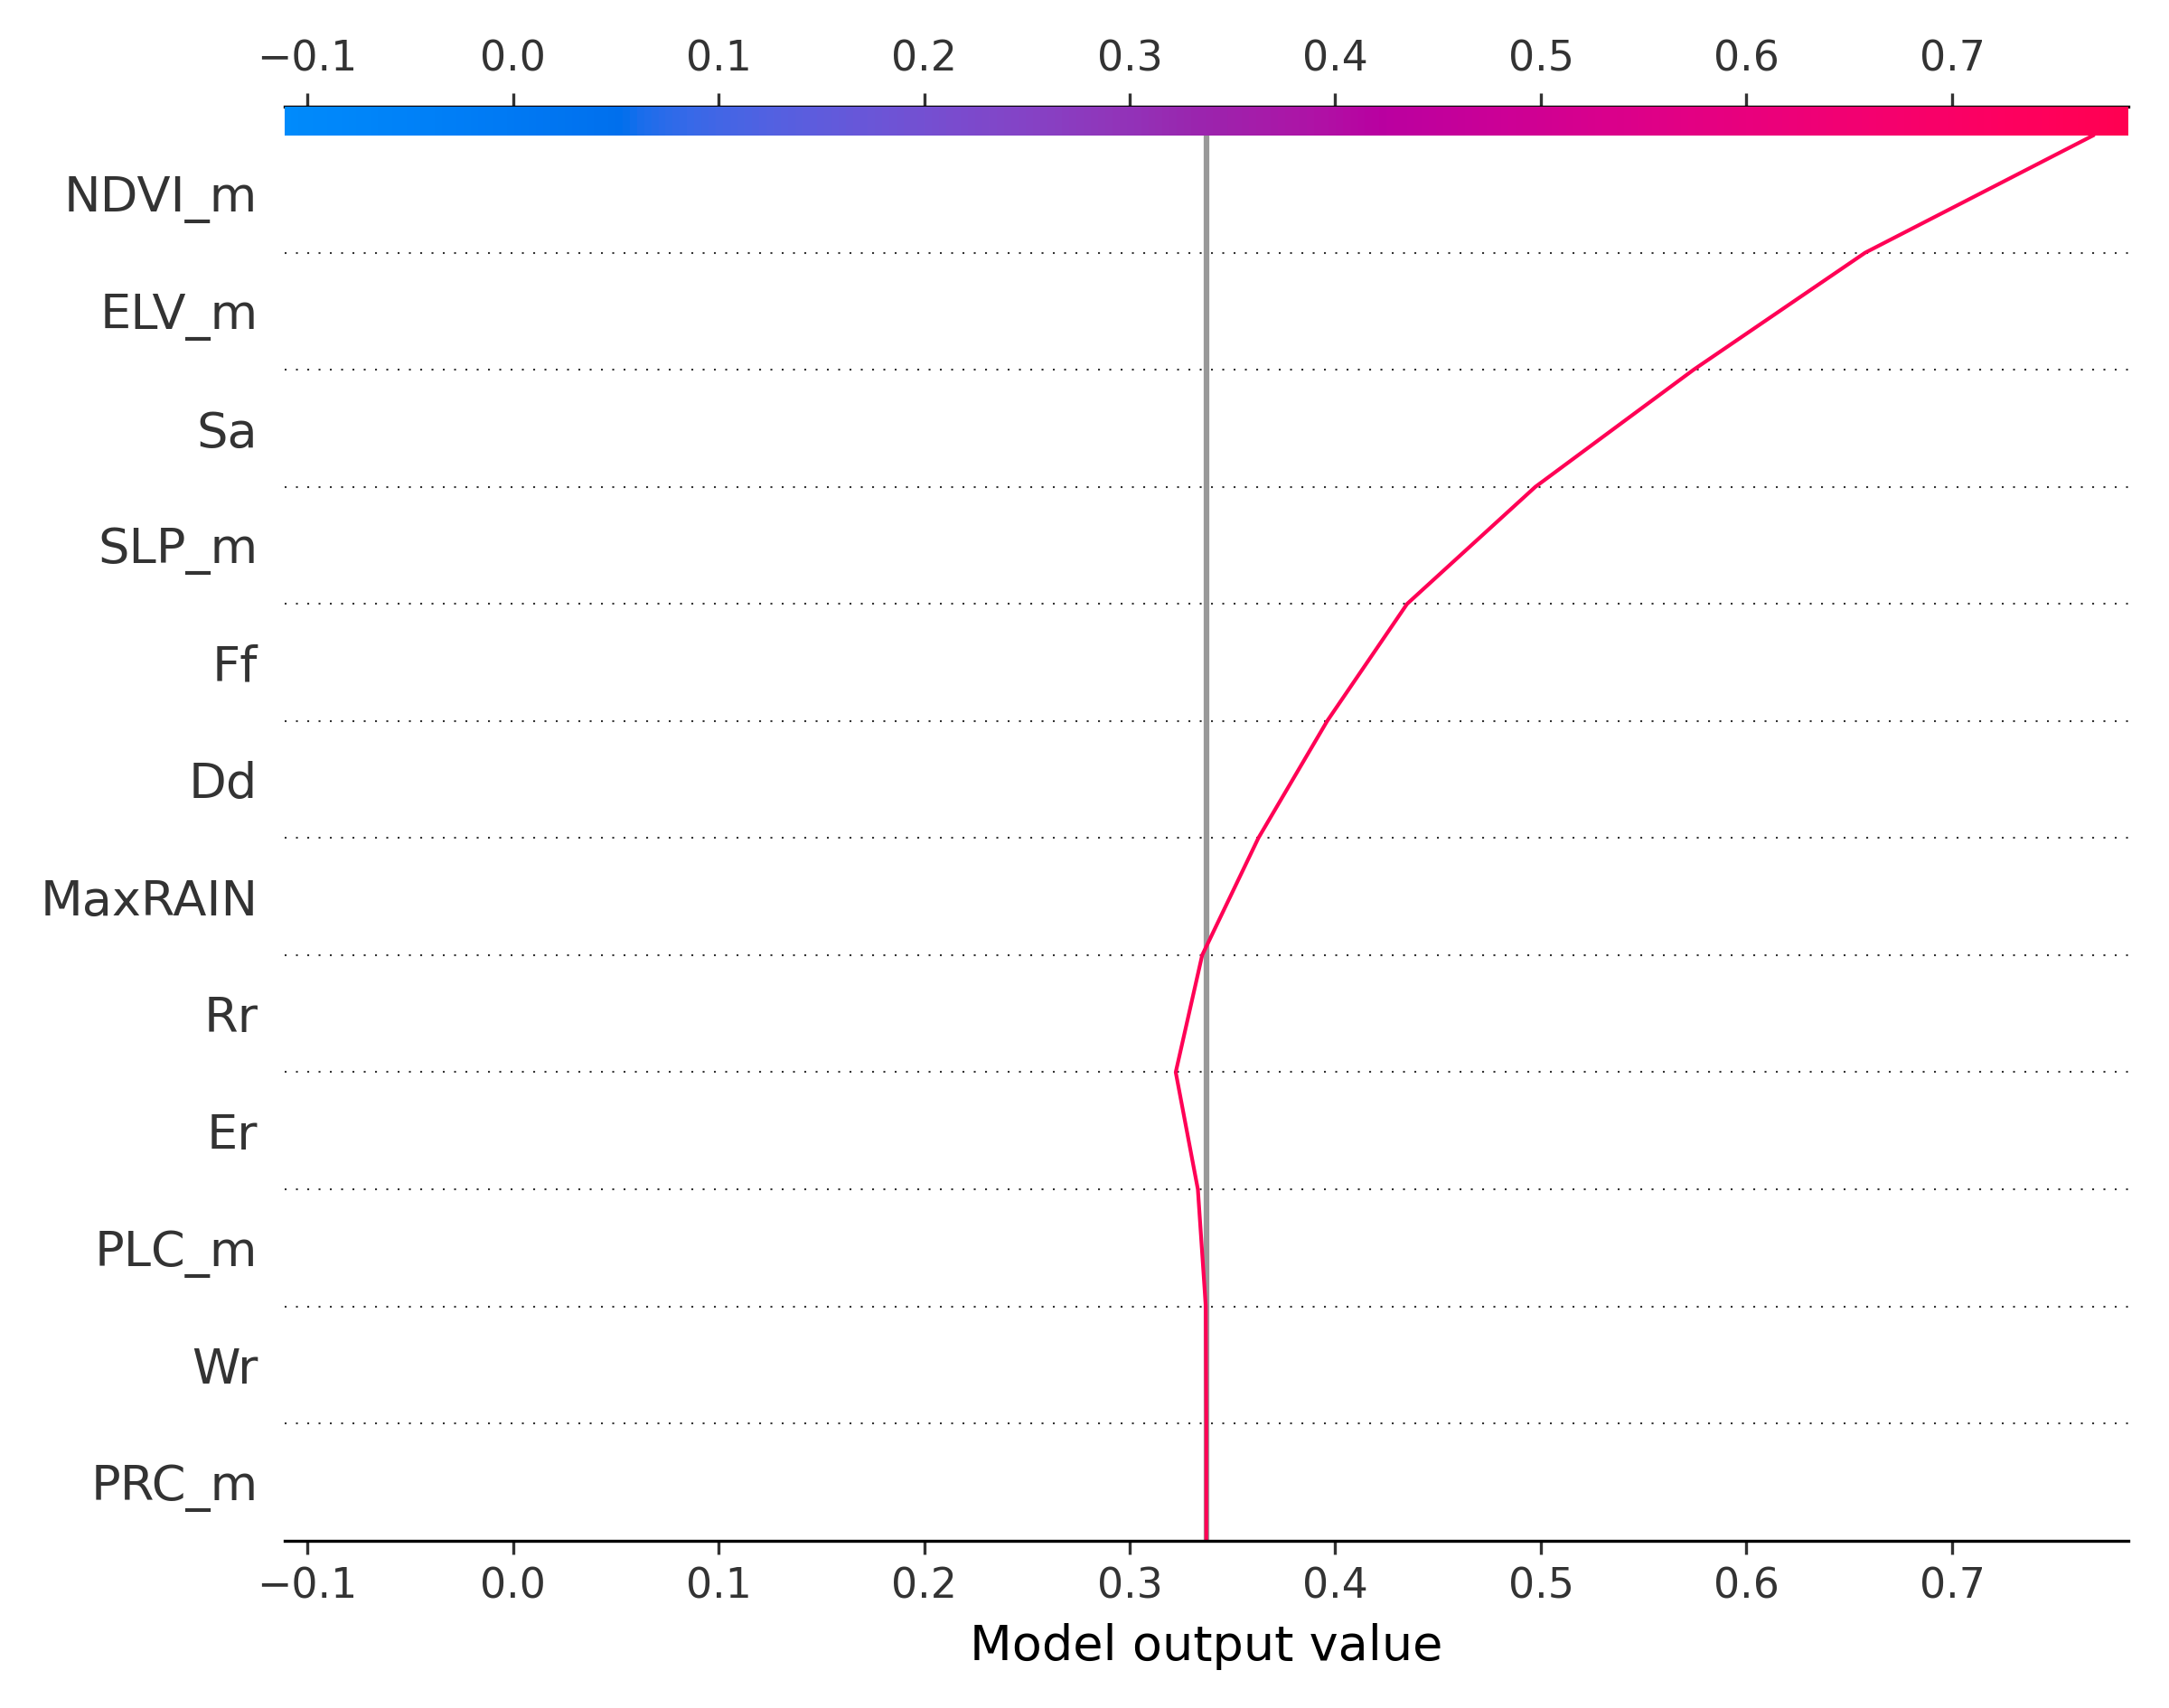 −0.1 0.0 0.1 0.2 0.3 0.4 0.5 0.6 0.7
NDVI_m
ELV_m
Sa
SLP_m
Ff
Dd
MaxRAIN
Rr
Er
PLC_m
Wr
PRC_m
−0.1 0.0 0.1 0.2 0.3 0.4 0.5 0.6 0.7
Model output value